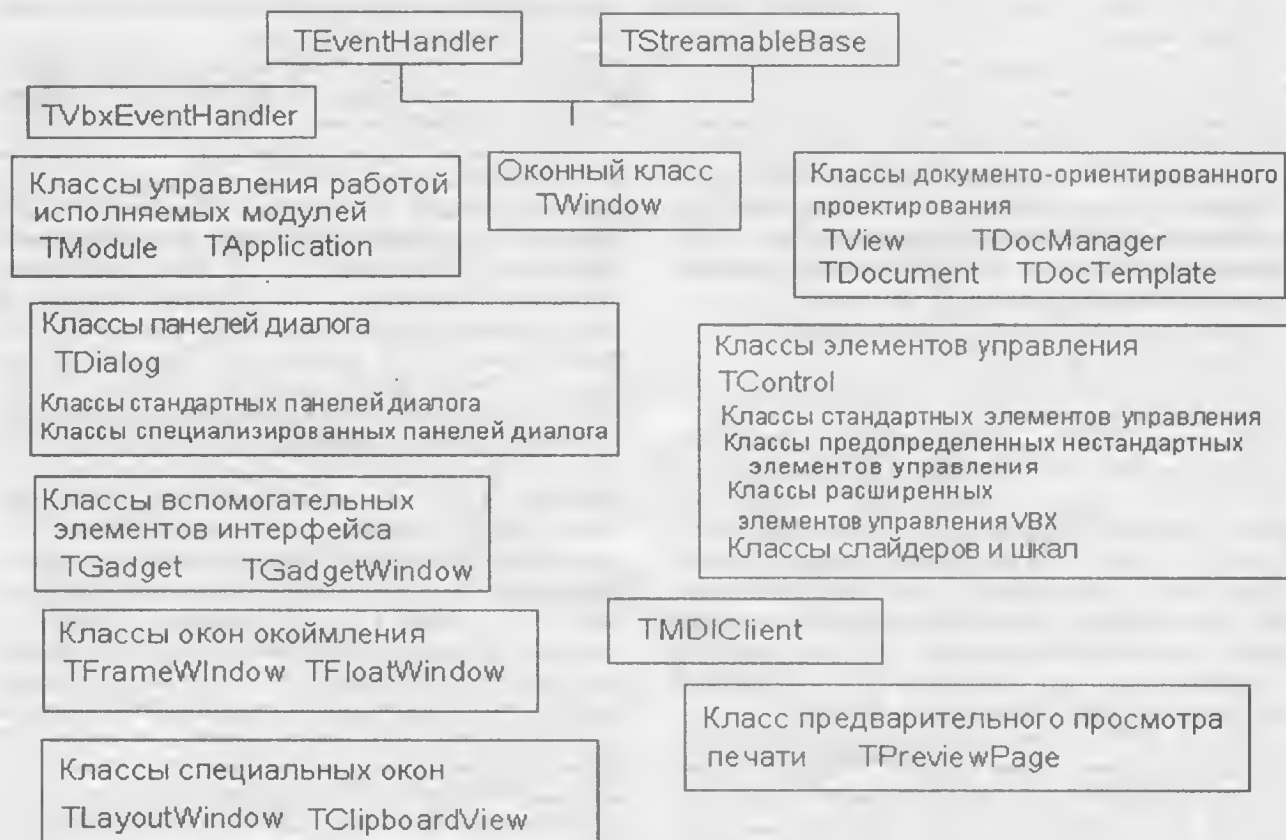 TEventHandler
TStreamableBase
TVbxEventHandler
Классы управления работой
исполняемых модулей
TModule TApplication
Оконный класс
TWindow
Классы документо-ориентированного
проектирования
TView TDocManager
TDocument TDocTemplate
Классы панелей диалога
TDialog
Классы стандартных панелей диалога
Классы специализированных панелей диалога
Классы элементов управления
TControl
Классы стандартных элементов управления
Классы предопределенных нестандартных
элементов управления
Классы расширенных
элементов управления VBX
Классы слайдеров и шкал
Классы вспомогательных
элементов интерфейса
TGadget TGadgetWindow
Классы окон окоймления
TFrameWIndow TFloatWindow
TMDIClient
Класс предварительного просмотра
печати TPreviewPage
Классы специальных окон
TLayoutWindow TClipboardView